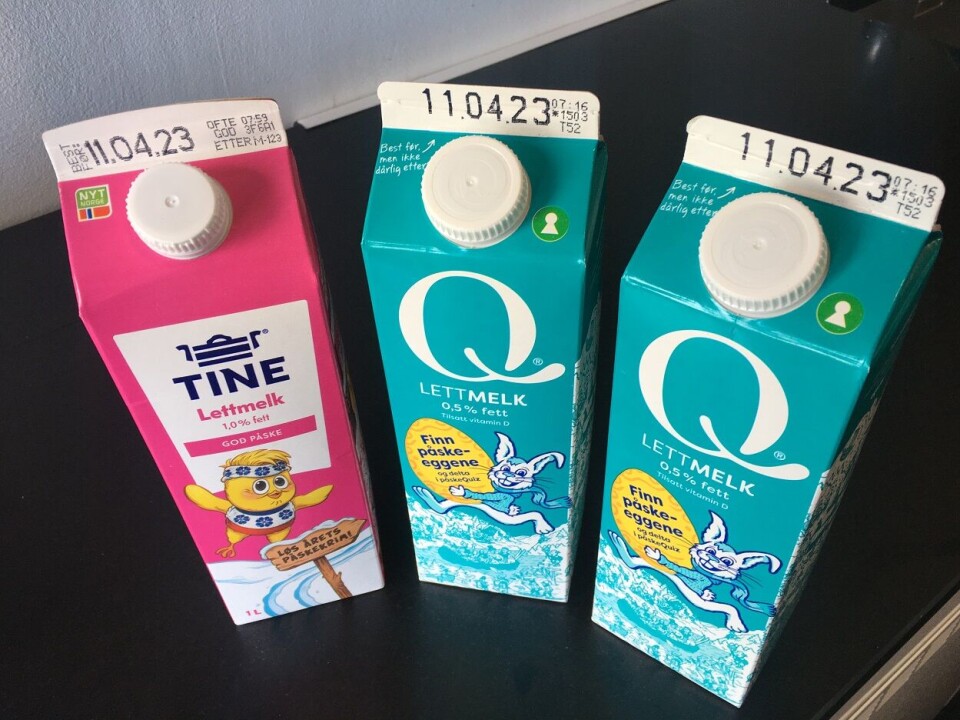 BEST FØR:
11.04.23
OFTE 07:59
GOD 3F6A1
ETTER M-123
NYT
NORGE
TINE®
Lettmelk
1,0% fett
GOD PÅSKE
LØS ÅRETS
PÅSKEKRIM!
1 L
11.04.23
07:16
*1503
T52
Best før,
men ikke
dårlig etter
Q®
LETTMELK
0,5% fett
Tilsatt vitamin D
Finn
påske-
eggene
og delta
i påskeQuiz
11.04.23
07:16
*1503
T52
Best før,
men ikke
dårlig etter
Q®
LETTMELK
0,5% fett
Tilsatt vitamin D
Finn
påske-
eggene
og delta
i påskeQuiz